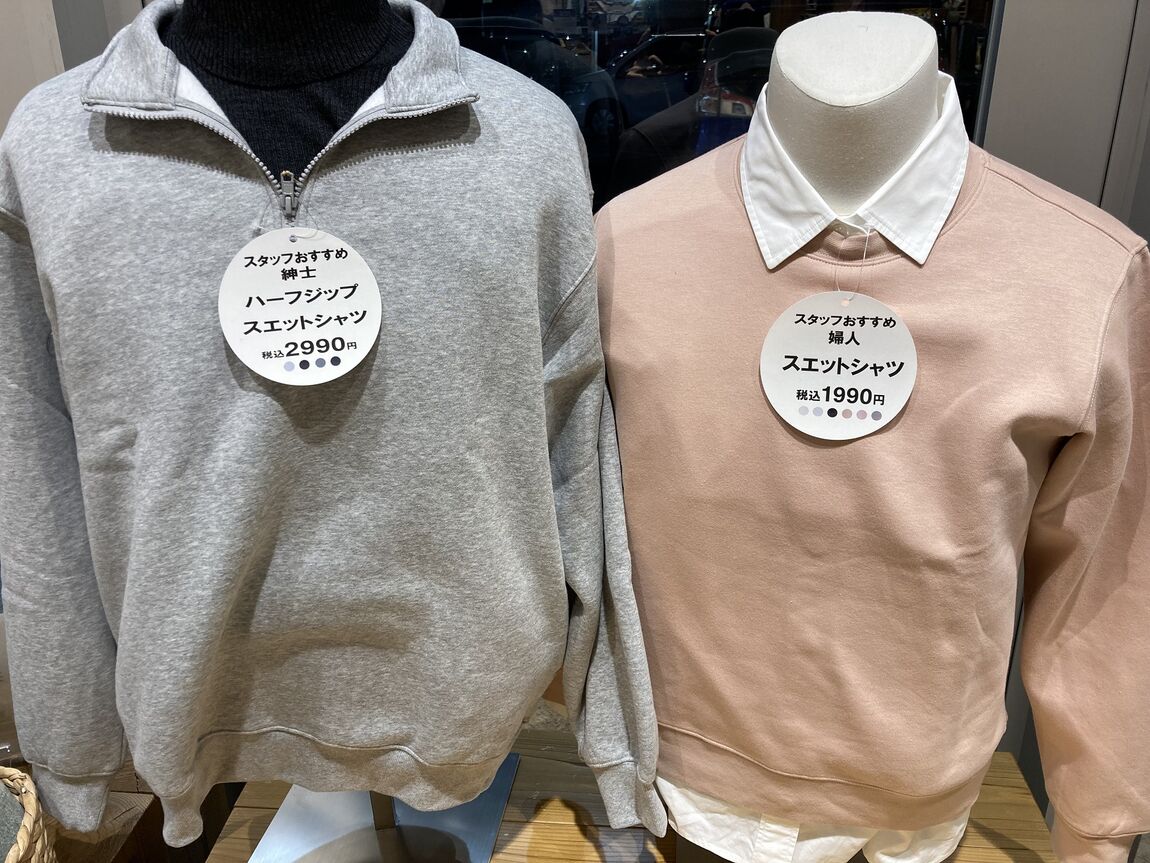 スタッフおすすめ
紳士
ハーフジップ
スエットシャツ
税込2990円
スタッフおすすめ
婦人
スエットシャツ
税込1990円